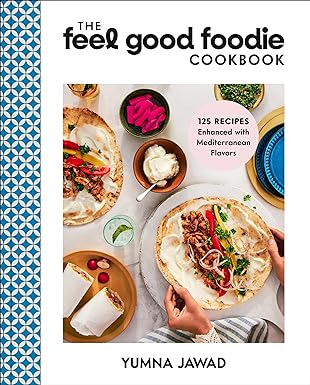 THE
feel good foodie
COOKBOOK
125 RECIPES
Enhanced with
Mediterranean
Flavors
YUMNA JAWAD